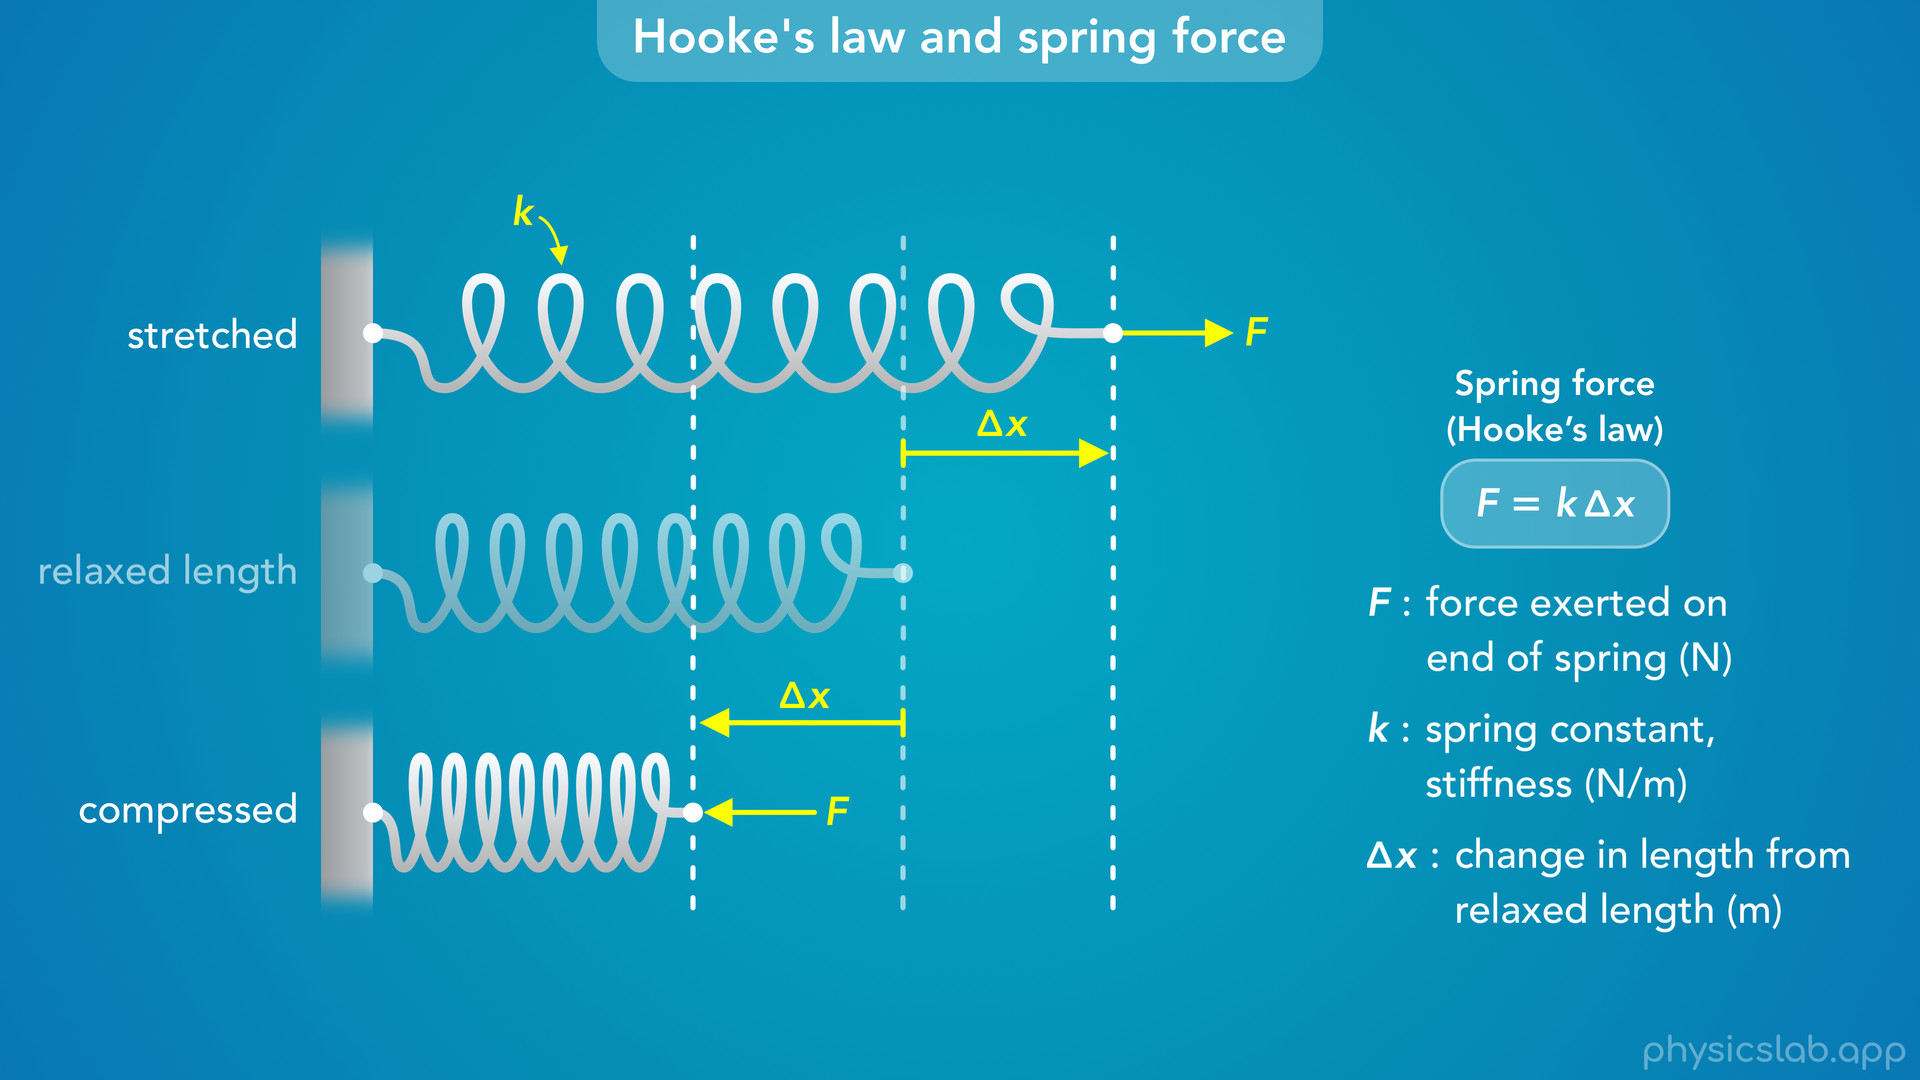 Hooke's law and spring force
k
stretched
F
Δx
relaxed length
Δx
compressed
F
Spring force
(Hooke’s law)
F = k Δx
F : force exerted on
end of spring (N)
k : spring constant,
stiffness (N/m)
Δx : change in length from
relaxed length (m)
physicslab.app